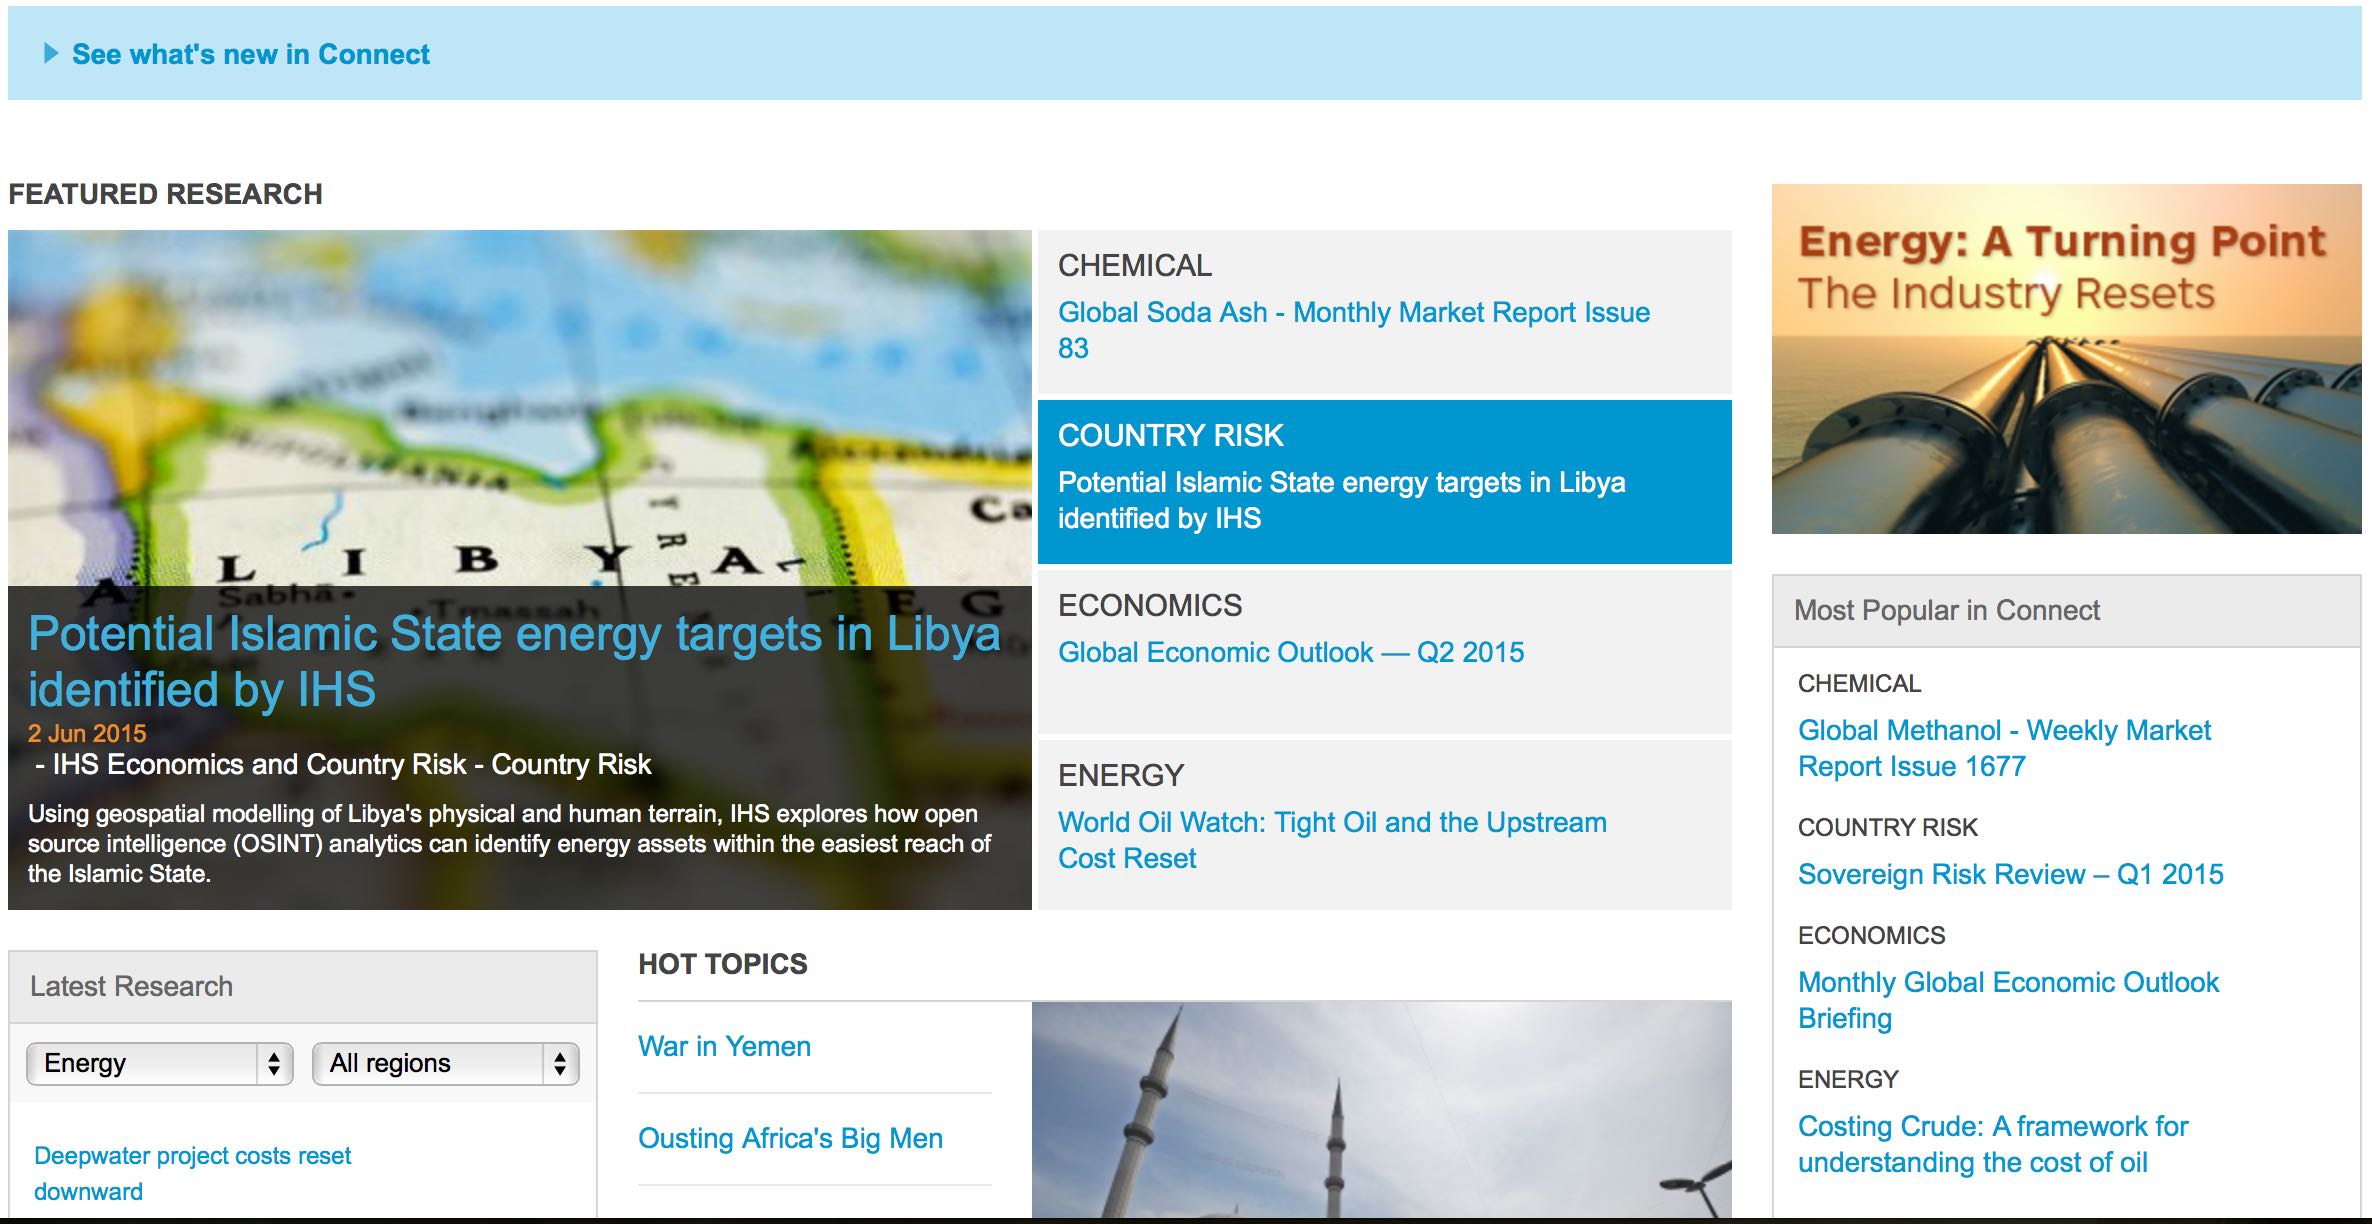 See what's new in Connect
FEATURED RESEARCH
L I B Y A
Sabhā
Tmassah
Ca
E G
Potential Islamic State energy targets in Libya
identified by IHS
2 Jun 2015
- IHS Economics and Country Risk - Country Risk
Using geospatial modelling of Libya's physical and human terrain, IHS explores how open
source intelligence (OSINT) analytics can identify energy assets within the easiest reach of
the Islamic State.
CHEMICAL
Global Soda Ash - Monthly Market Report Issue
83
COUNTRY RISK
Potential Islamic State energy targets in Libya
identified by IHS
ECONOMICS
Global Economic Outlook — Q2 2015
ENERGY
World Oil Watch: Tight Oil and the Upstream
Cost Reset
Energy: A Turning Point
The Industry Resets
Most Popular in Connect
CHEMICAL
Global Methanol - Weekly Market
Report Issue 1677
COUNTRY RISK
Sovereign Risk Review – Q1 2015
ECONOMICS
Monthly Global Economic Outlook
Briefing
ENERGY
Costing Crude: A framework for
understanding the cost of oil
Latest Research
Energy
All regions
Deepwater project costs reset
downward
HOT TOPICS
War in Yemen
Ousting Africa's Big Men